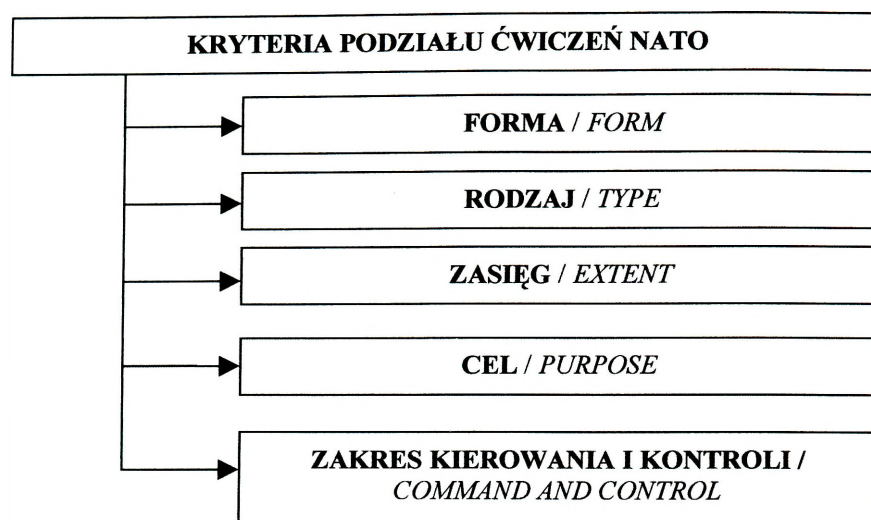 KRYTERIA PODZIAŁU ĆWICZEŃ NATO
FORMA / FORM
RODZAJ / TYPE
ZASIĘG / EXTENT
CEL / PURPOSE
ZAKRES KIEROWANIA I KONTROLI /
COMMAND AND CONTROL